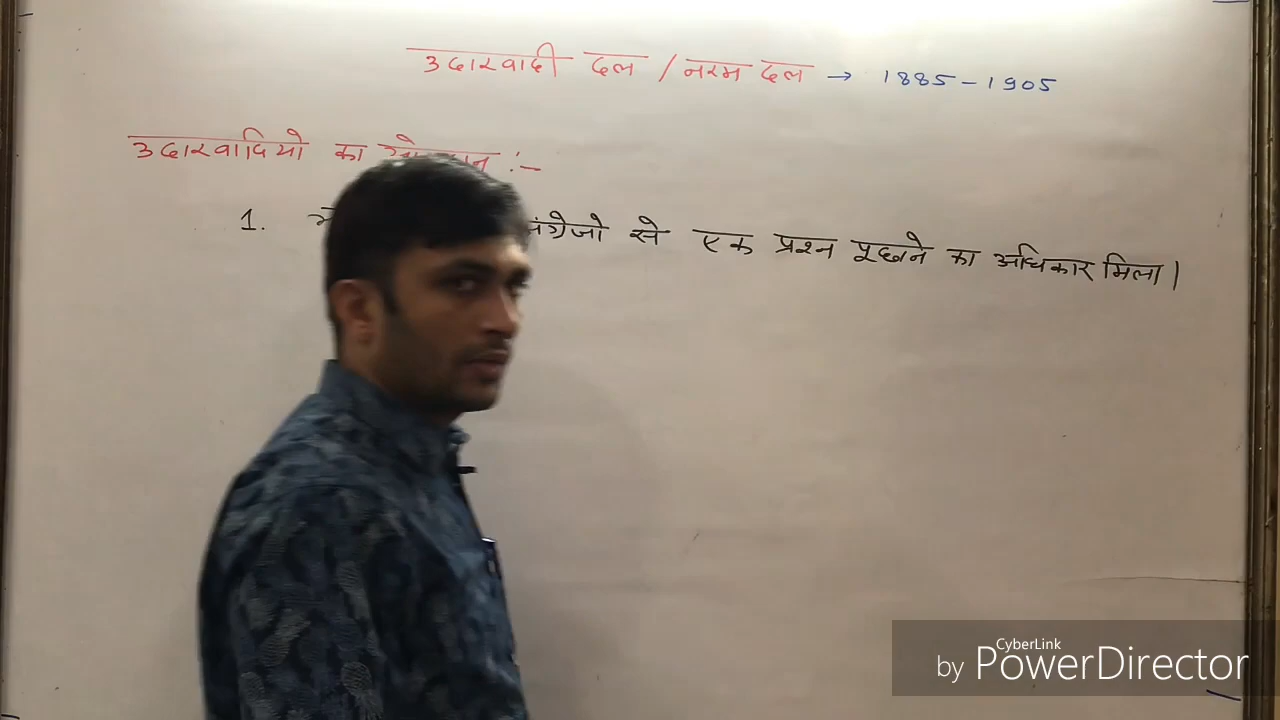 उदारवादी दल / नरम दल → 1885 - 1905
उदारवादियो का :-
1. अंग्रेजो से एक प्रश्न पूछने का अधिकार मिला।
CyberLink
by PowerDirector